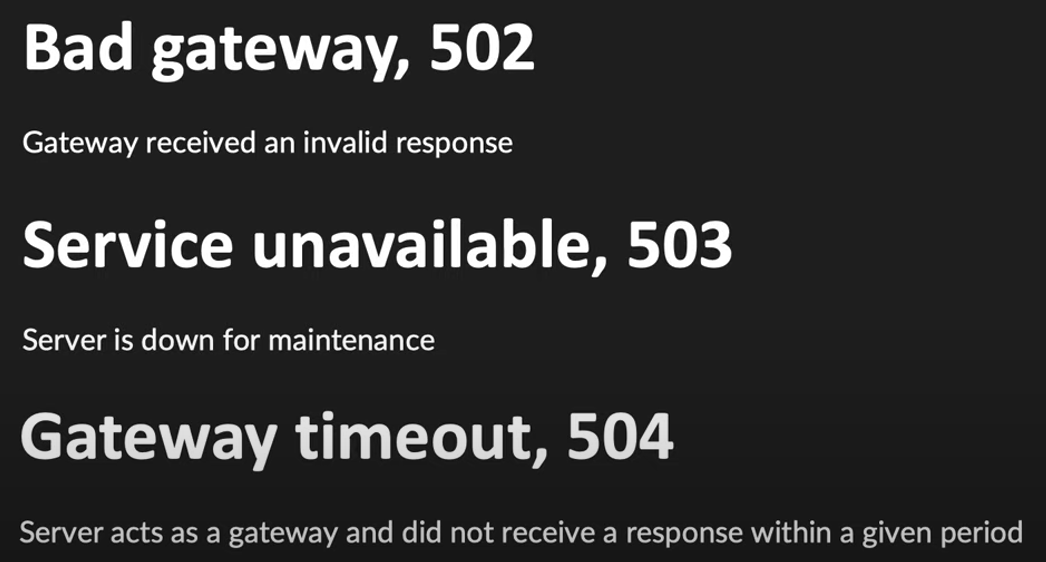 Bad gateway, 502
Gateway received an invalid response
Service unavailable, 503
Server is down for maintenance
Gateway timeout, 504
Server acts as a gateway and did not receive a response within a given period